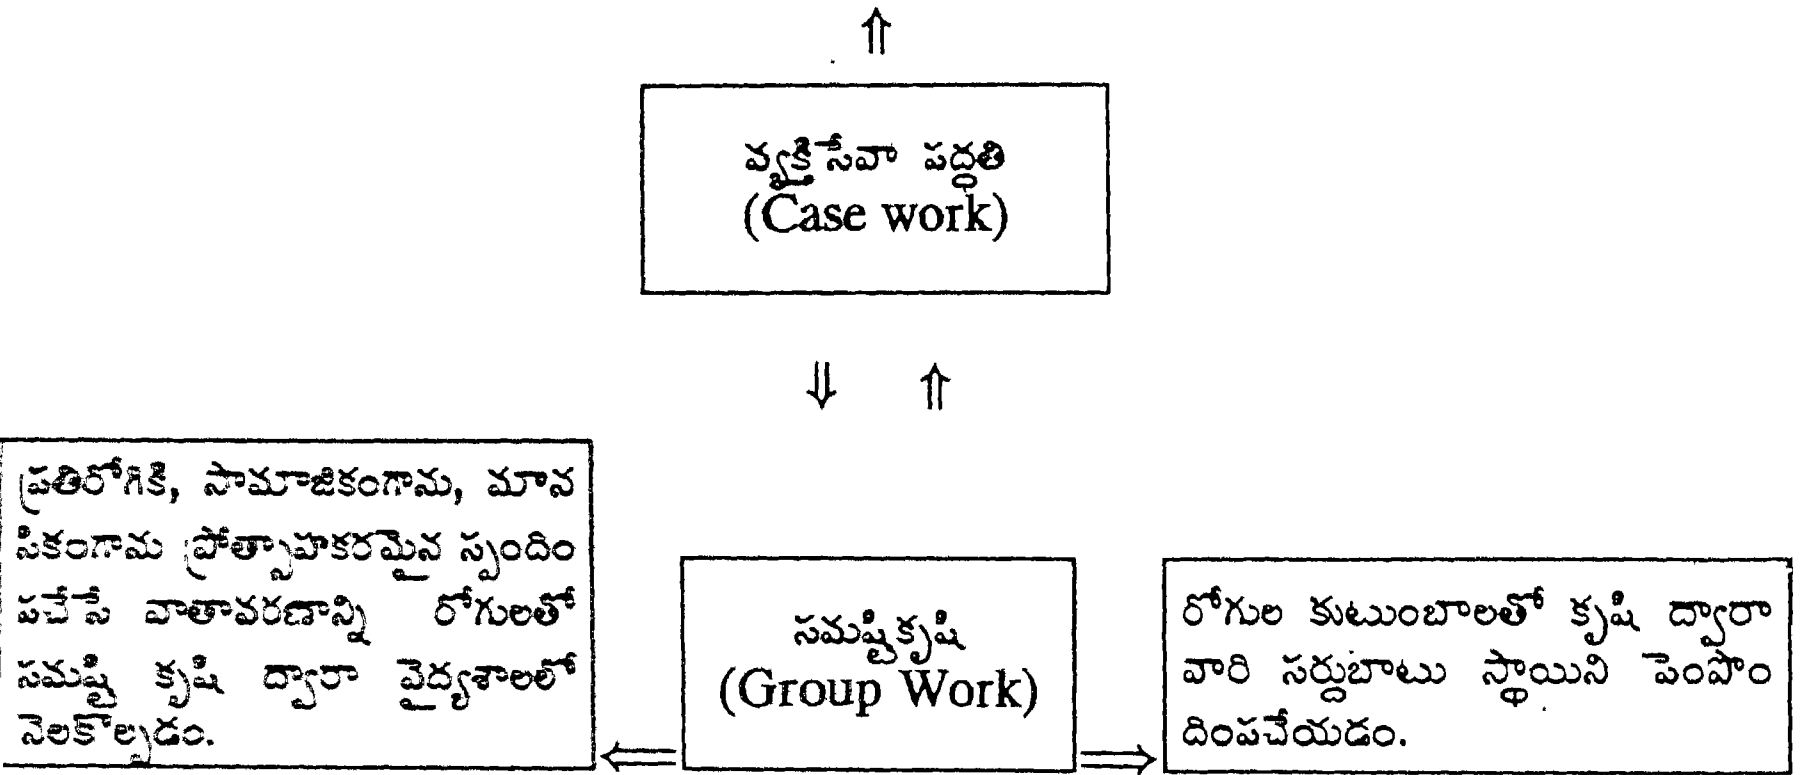 వ్యక్తిసేవా పద్ధతి
(Case work)
ప్రతిరోగికి, సామాజికంగాను, మాన
సికంగాను ప్రోత్సాహకరమైన స్పందిం
పచేసే వాతావరణాన్ని రోగులతో
సమష్టి కృషి ద్వారా వైద్యశాలలో
నెలకొల్పడం.
సమష్టికృషి
(Group Work)
రోగుల కుటుంబాలతో కృషి ద్వారా
వారి సర్దుబాటు స్థాయిని పెంపొం
దింపచేయడం.